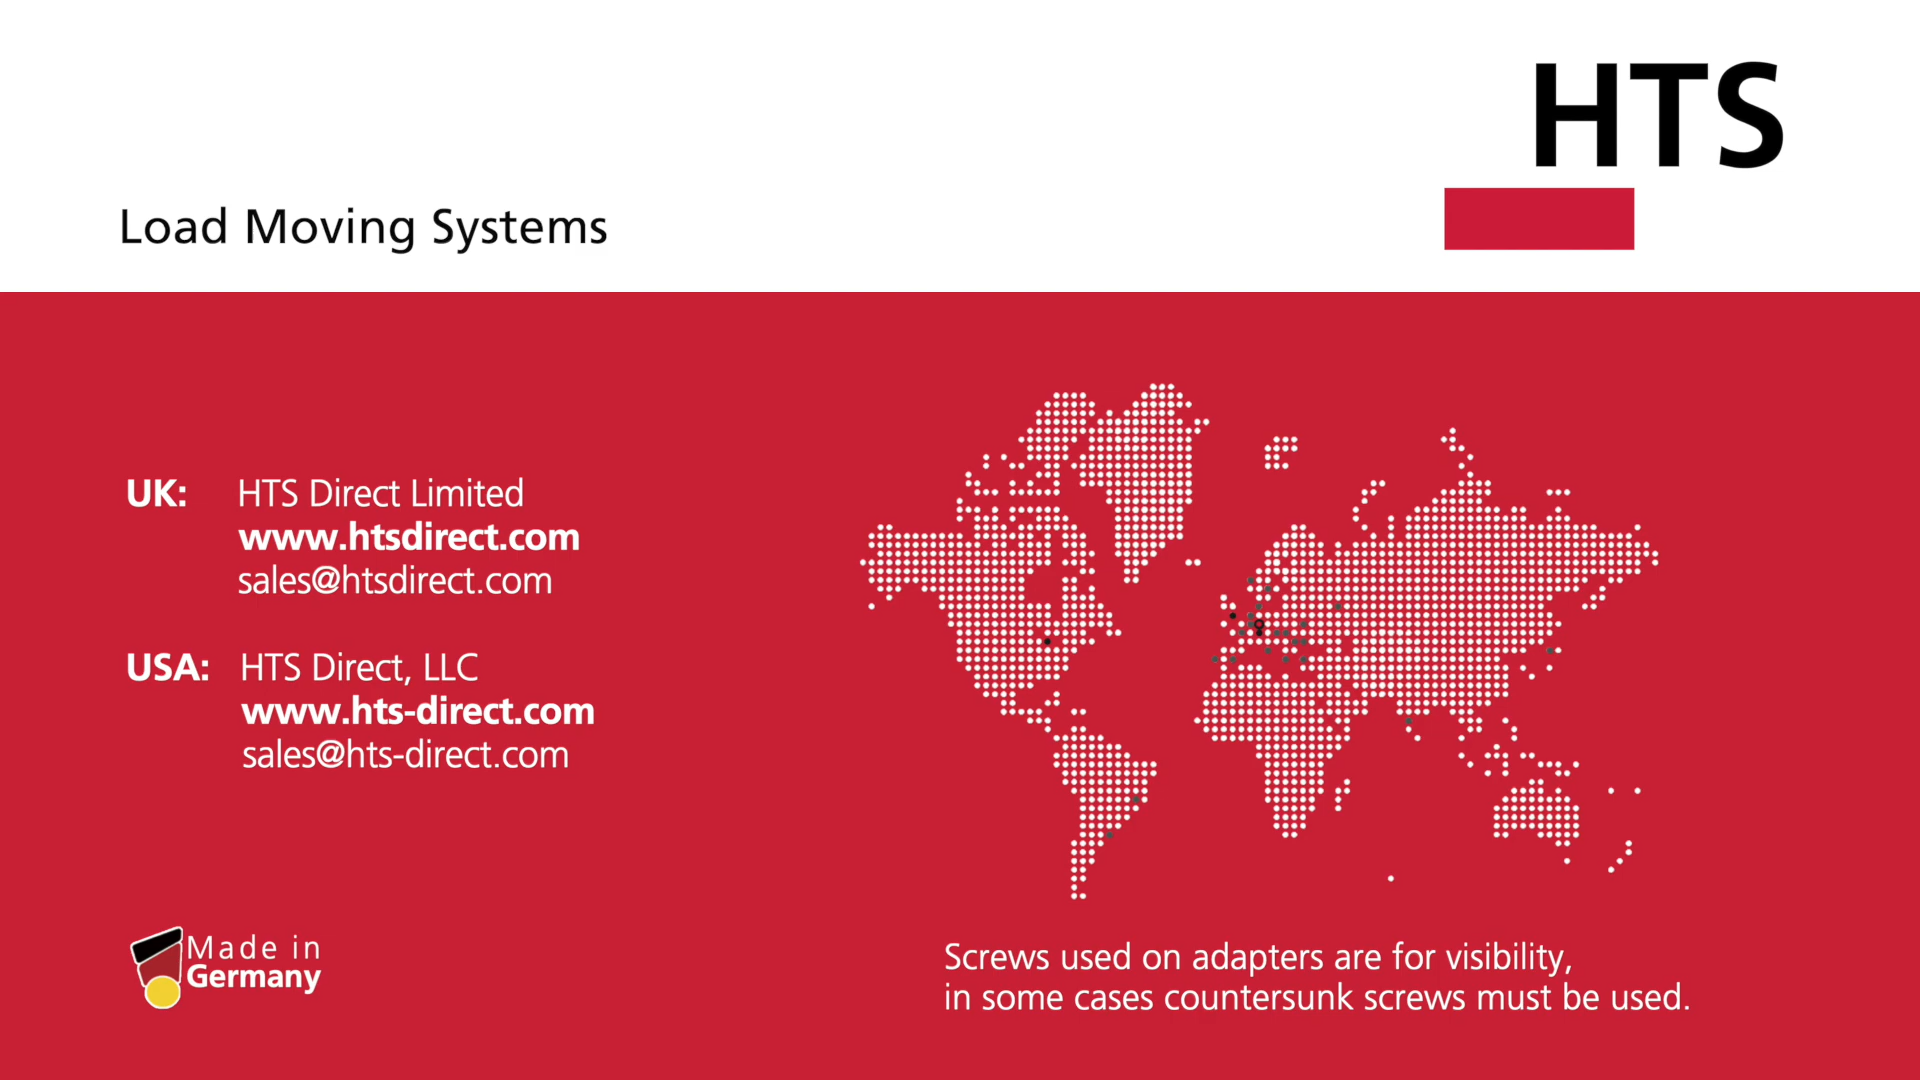 HTS
Load Moving Systems
UK: HTS Direct Limited
www.htsdirect.com
sales@htsdirect.com
USA: HTS Direct, LLC
www.hts-direct.com
sales@hts-direct.com
Made in
Germany
Screws used on adapters are for visibility,
in some cases countersunk screws must be used.